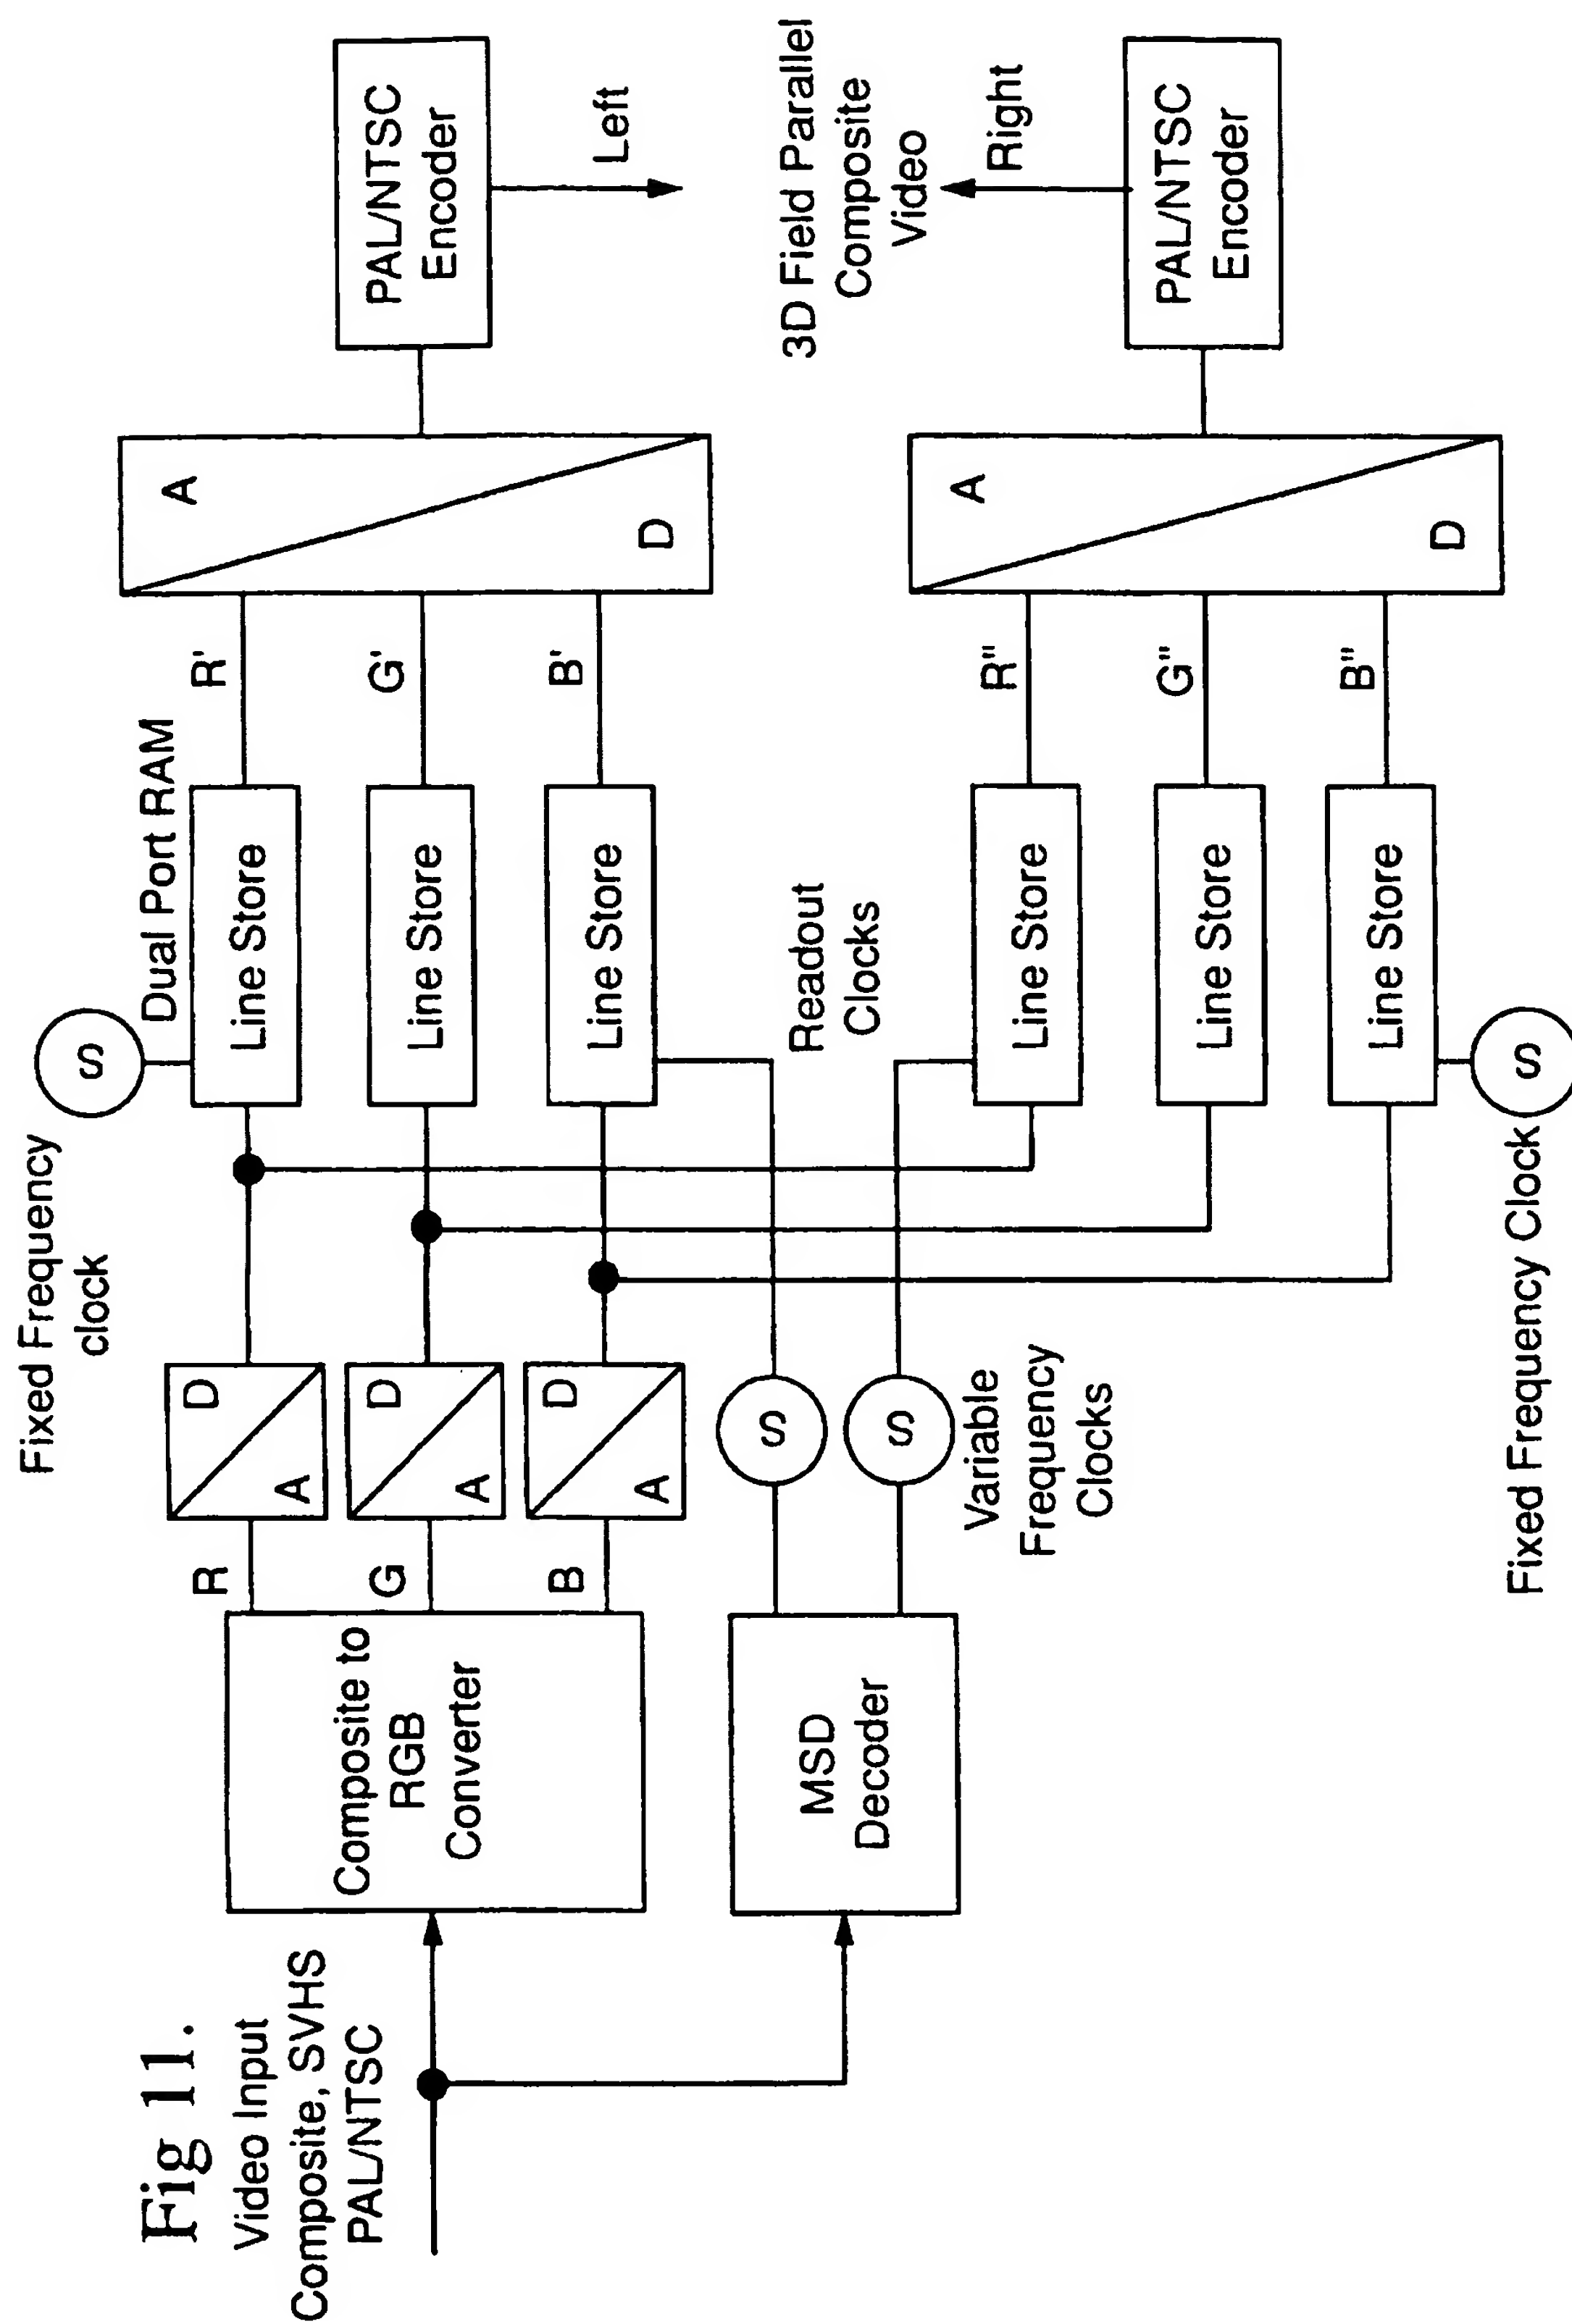 Fig 11.
Video Input
Composite, SVHS
PAL/NTSC
Composite to
RGB
Converter
MSD
Decoder
R
G
B
A
D
A
D
A
D
Fixed Frequency
clock
S
S
S
Variable
Frequency
Clocks
Dual Port RAM
Line Store
Line Store
Line Store
Readout
Clocks
Line Store
Line Store
Line Store
S
Fixed Frequency Clock
R'
G'
B'
R"
G"
B"
A
D
A
D
PAL/NTSC
Encoder
Left
3D Field Parallel
Composite
Video
Right
PAL/NTSC
Encoder